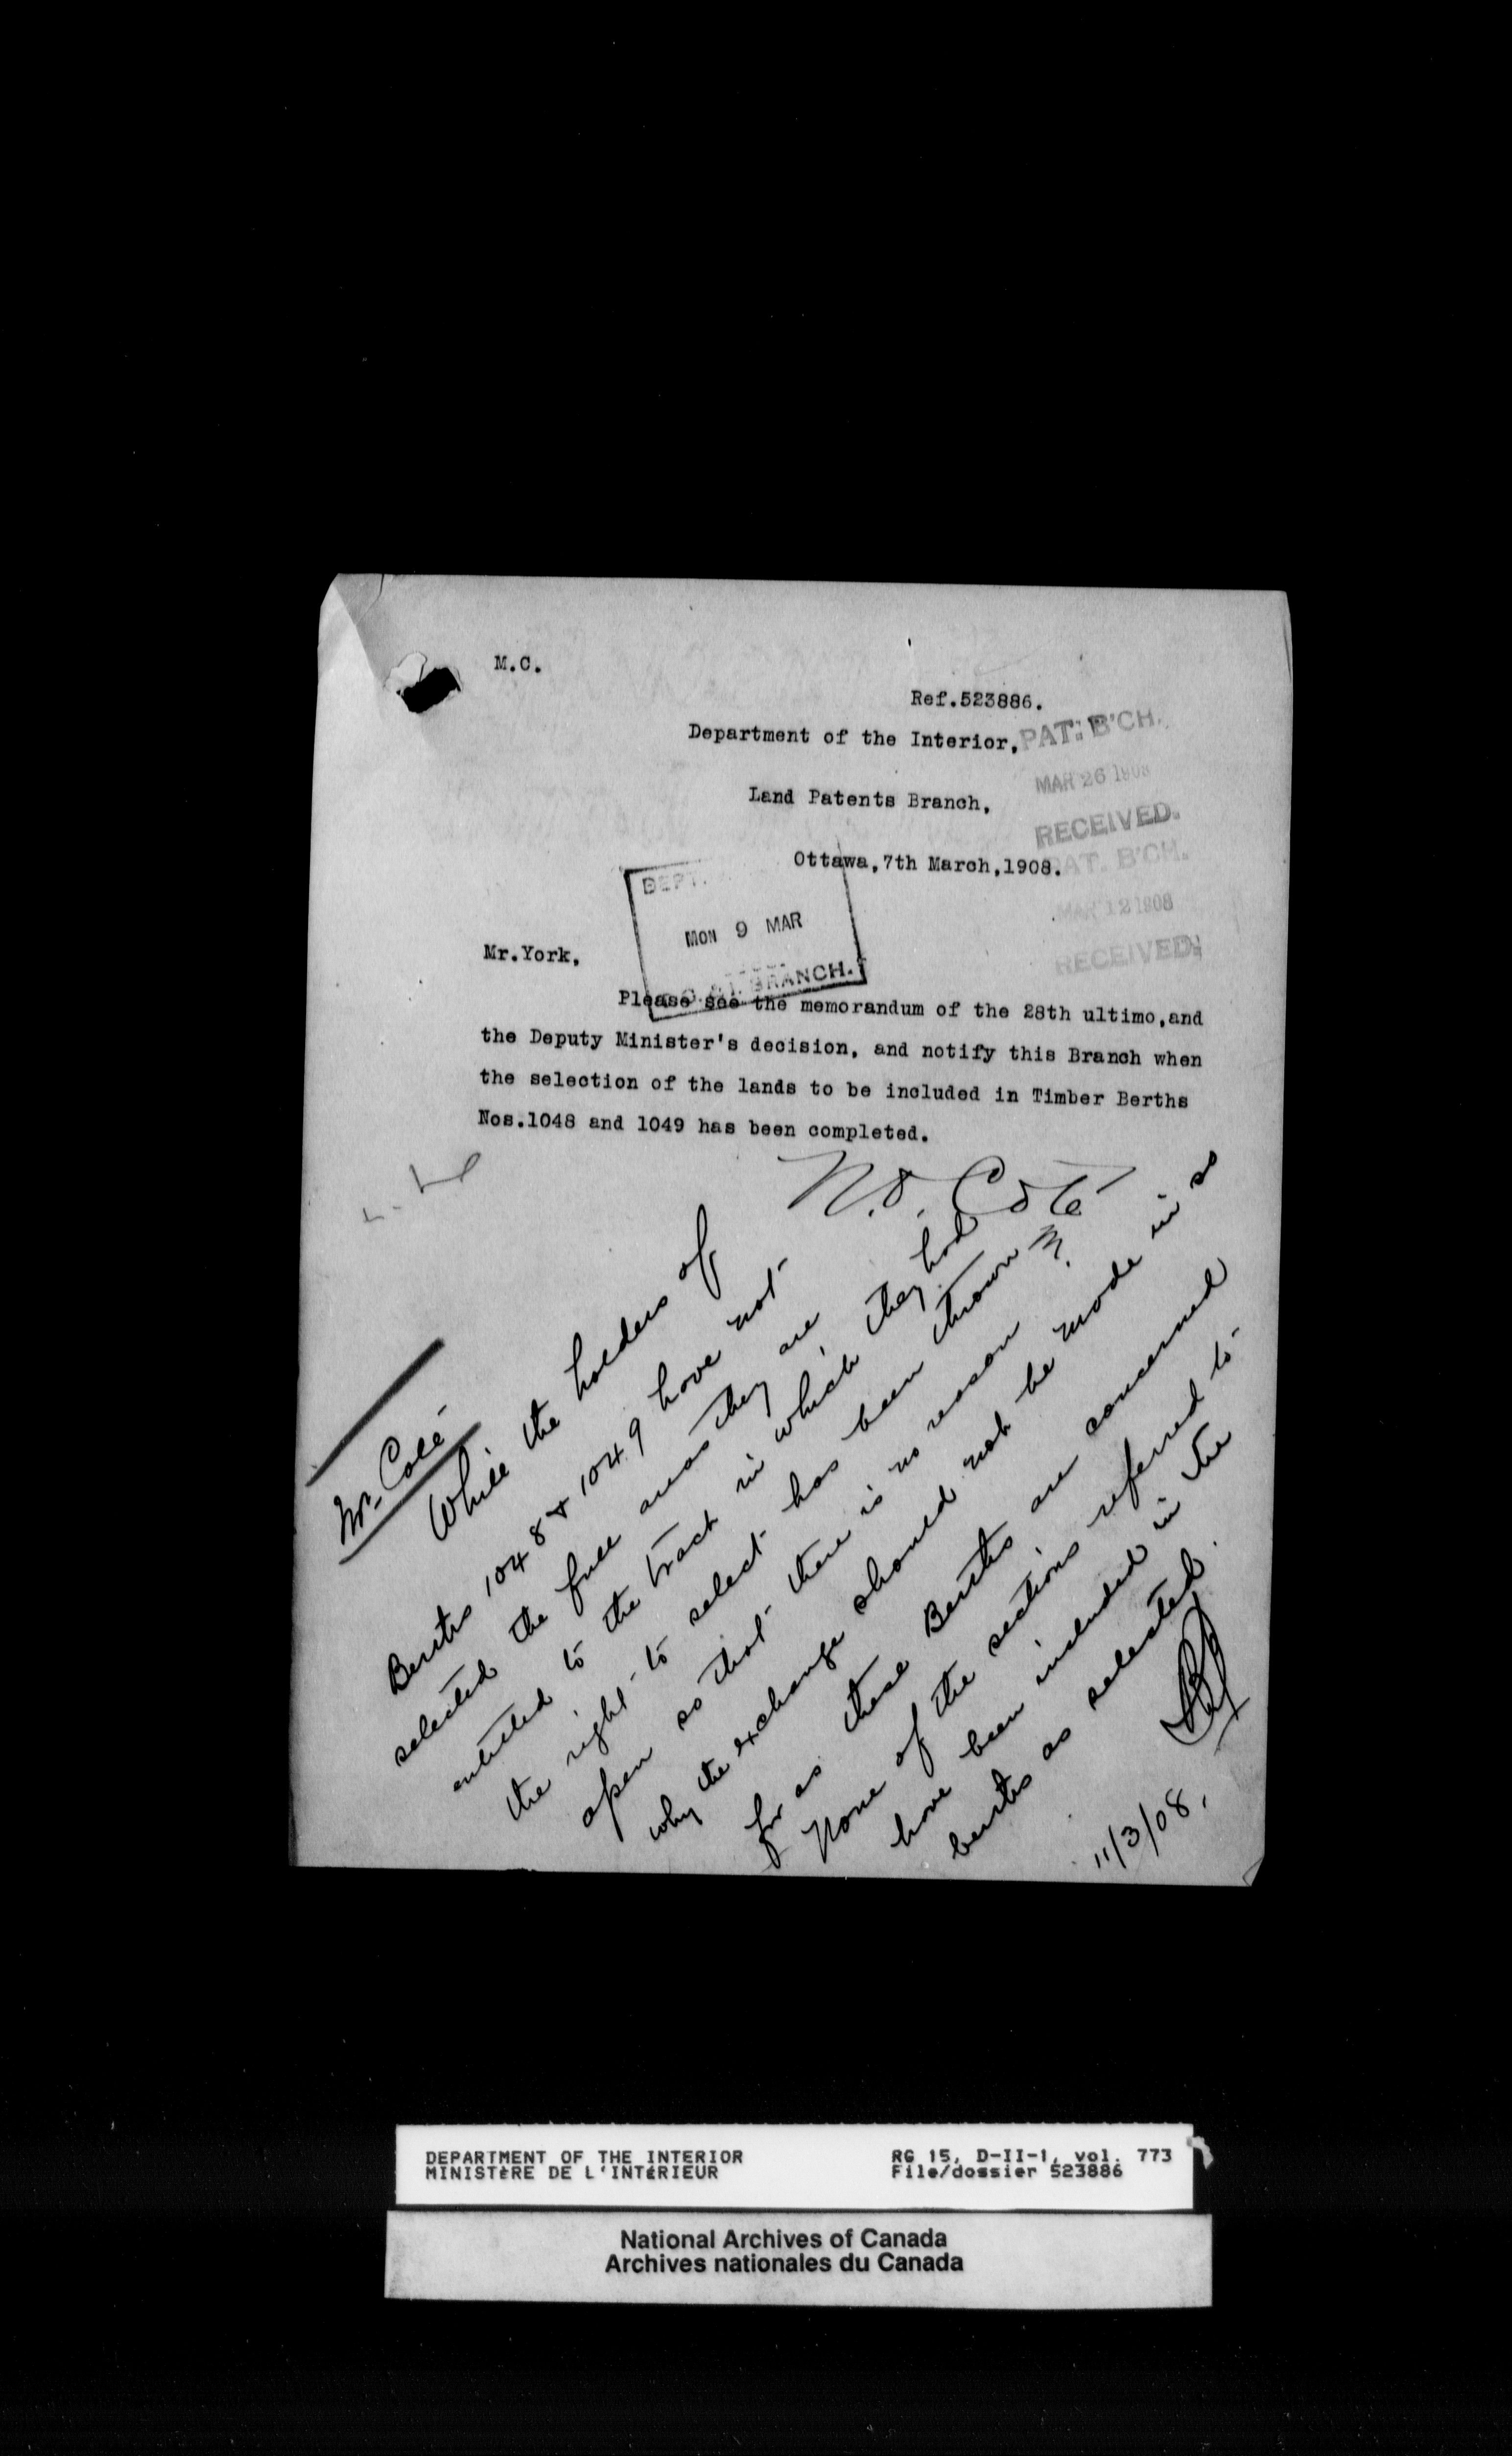 M.C.
Ref.523886.
Department of the Interior,
PAT. B'CH.
MAR 26 1908
RECEIVED.
Land Patents Branch,
Ottawa,7th March,1908.
PAT. B'CH.
MAR 12 1908
RECEIVED
DEPT.
MON 9 MAR
BRANCH.
Mr.York,
Please see the memorandum of the 28th ultimo,and
the Deputy Minister's decision, and notify this Branch when
the selection of the lands to be included in Timber Berths
Nos.1048 and 1049 has been completed.
N.O. Coté
Mr. Coté
While the holders of
Berths 1048 & 1049 have not
selected the full areas they are
entitled to the tract in which they had
the right to select has been thrown
open so that there is no reason
why the exchange should not be made in so
far as these Berths are concerned
None of the sections referred to
have been included in the
berths as selected.
11/3/08.
DEPARTMENT OF THE INTERIOR
MINISTÈRE DE L'INTÉRIEUR
RG 15, D-II-1, vol. 773
File/dossier 523886
National Archives of Canada
Archives nationales du Canada